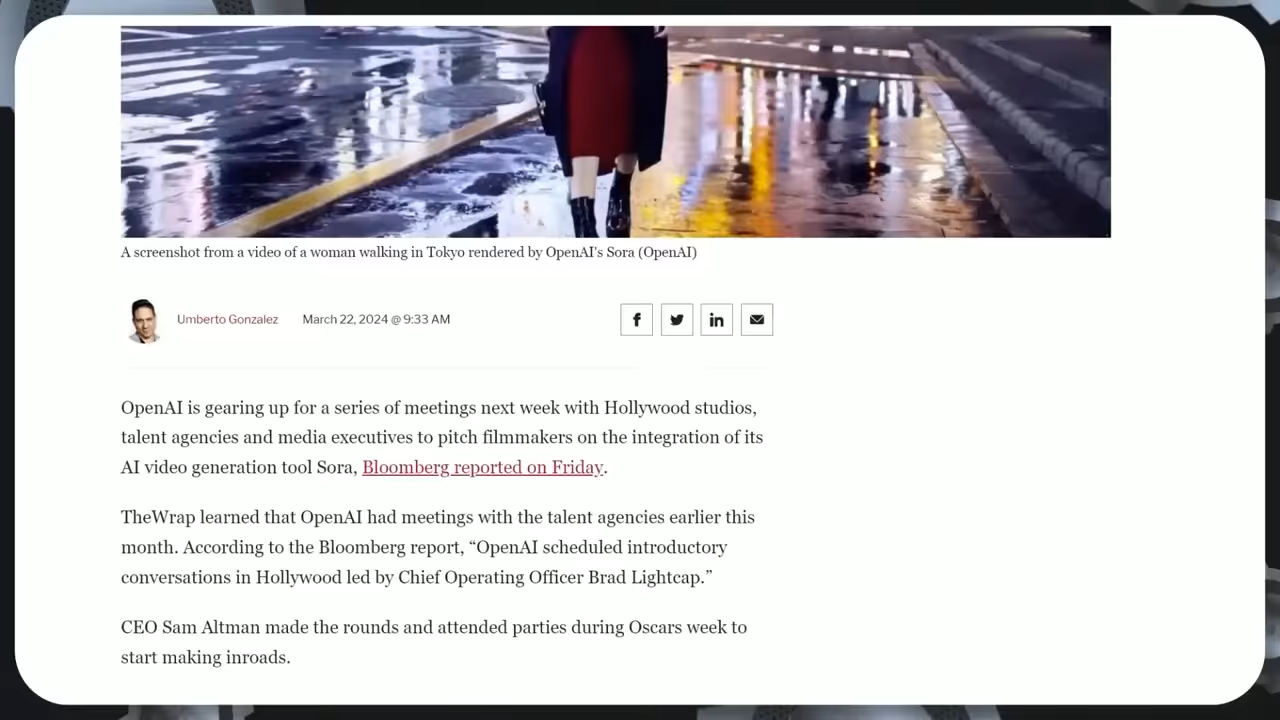 A screenshot from a video of a woman walking in Tokyo rendered by OpenAI's Sora (OpenAI)
Umberto Gonzalez March 22, 2024 @ 9:33 AM
OpenAI is gearing up for a series of meetings next week with Hollywood studios,
talent agencies and media executives to pitch filmmakers on the integration of its
AI video generation tool Sora, Bloomberg reported on Friday.
TheWrap learned that OpenAI had meetings with the talent agencies earlier this
month. According to the Bloomberg report, “OpenAI scheduled introductory
conversations in Hollywood led by Chief Operating Officer Brad Lightcap.”
CEO Sam Altman made the rounds and attended parties during Oscars week to
start making inroads.